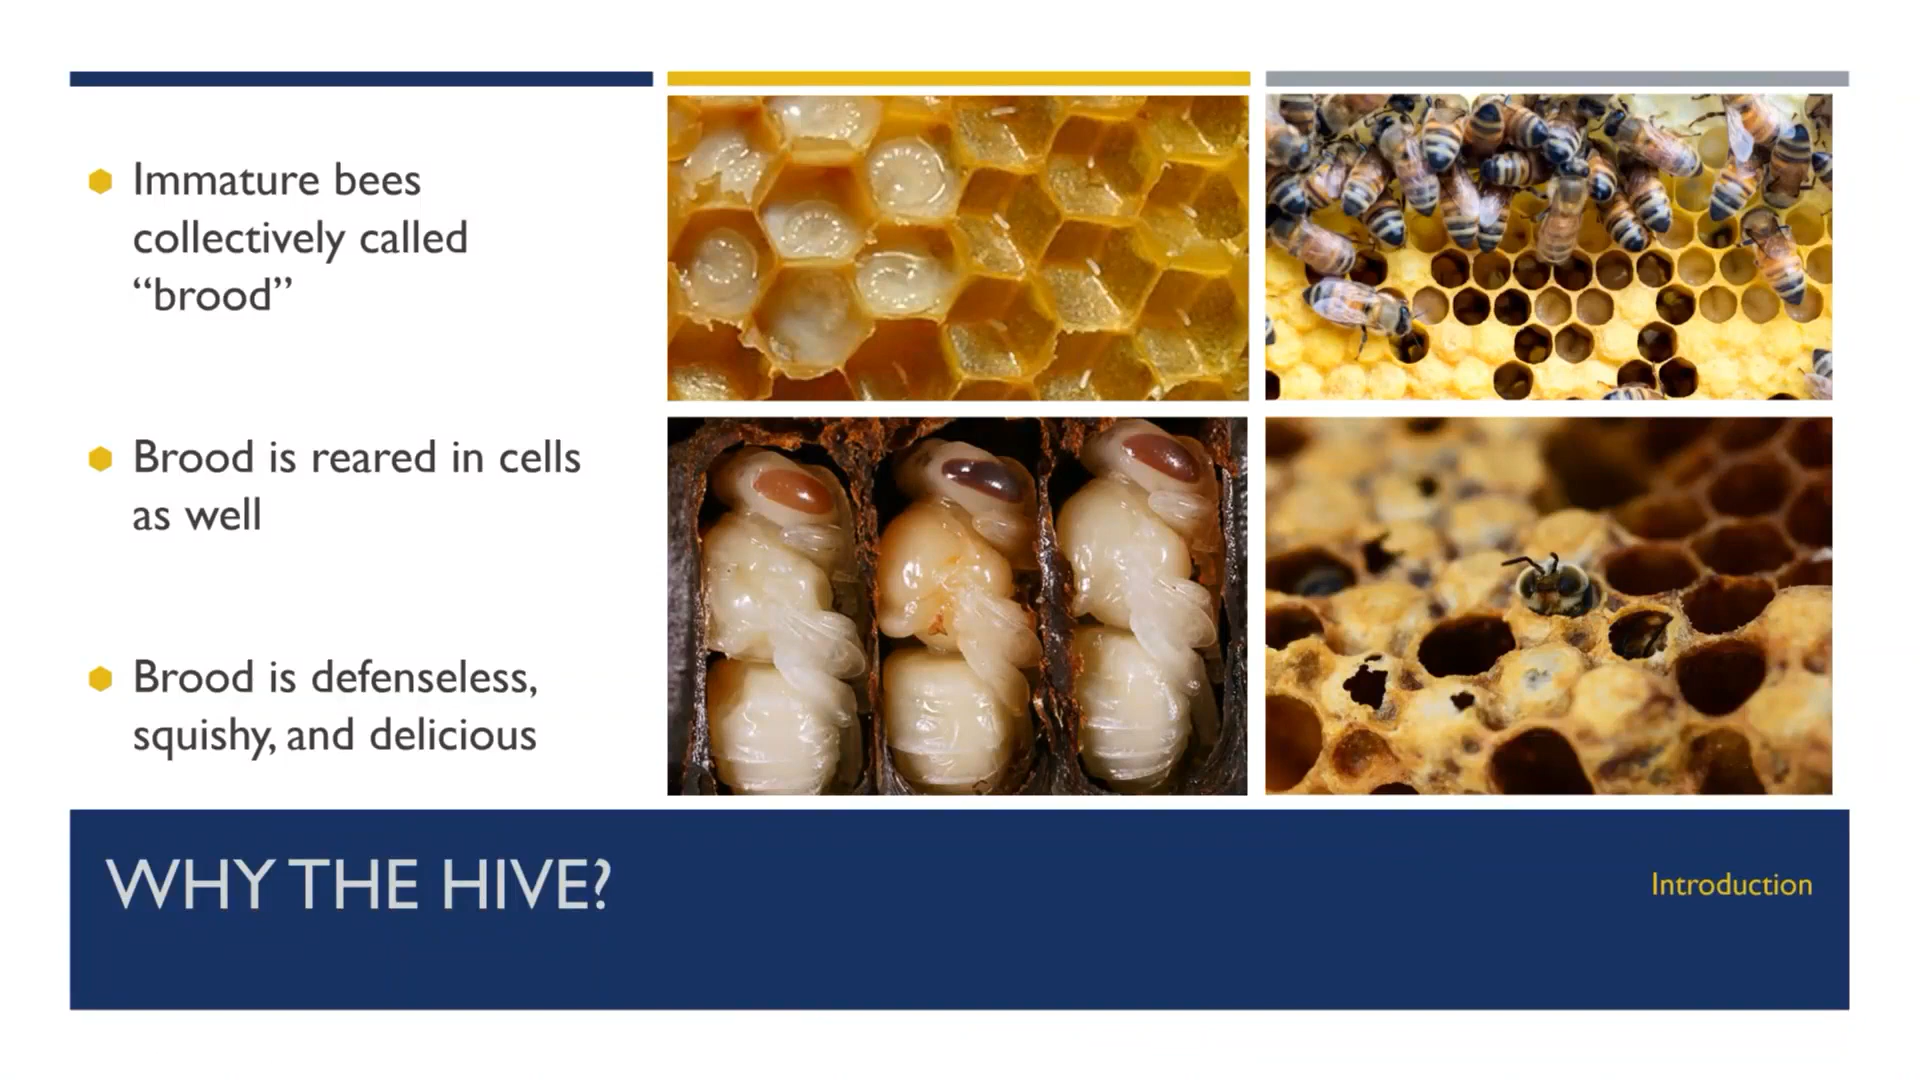 Immature bees
collectively called
“brood”
Brood is reared in cells
as well
Brood is defenseless,
squishy, and delicious
WHY THE HIVE?
Introduction